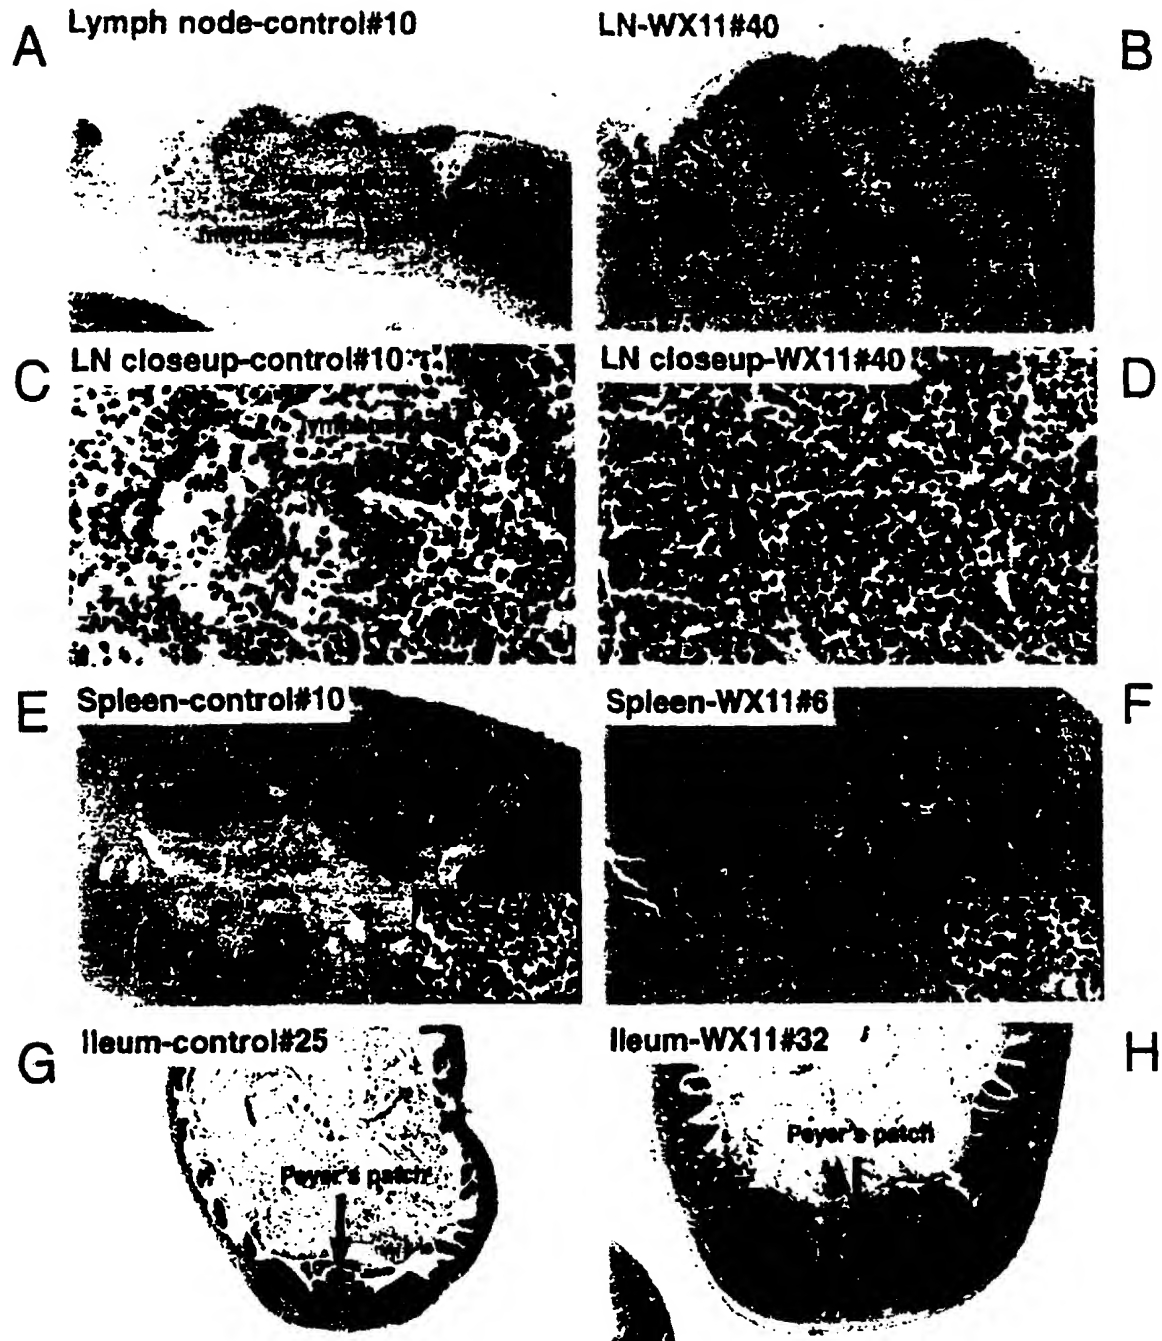 A
Lymph node-control#10
LN-WX11#40
B
C
LN closeup-control#10
LN closeup-WX11#40
D
E
Spleen-control#10
Spleen-WX11#6
F
G
Ileum-control#25
Ileum-WX11#32
H
Peyer's patch
Peyer's patch